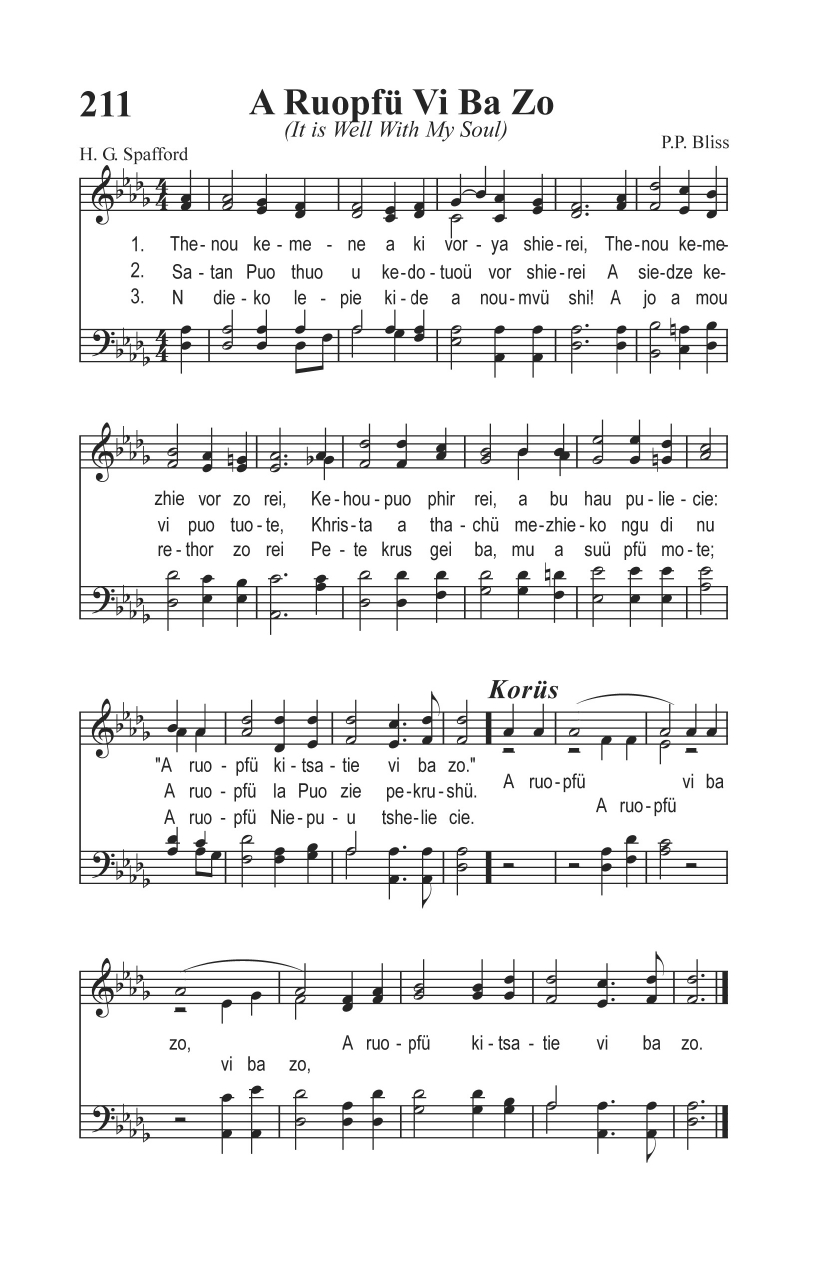 211
A Ruopfü Vi Ba Zo
(It is Well With My Soul)
H. G. Spafford
P.P. Bliss
1. The-nou ke-me - ne a ki vor-ya shie-rei, The-nou ke-me-
2. Sa-tan Puo thuo u ke-do-tuoü vor shie-rei A sie-dze ke-
3. N die-ko le-pie ki-de a nou-mvü shi! A jo a mou
zhie vor zo rei, Ke-hou-puo phir rei, a bu hau pu-lie-cie:
vi puo tuo-te, Khris-ta a tha-chü me-zhie-ko ngu di nu
re-thor zo rei Pe-te krus gei ba, mu a suü pfü mo-te;
Korüs
"A ruo-pfü ki-tsa-tie vi ba zo."
A ruo-pfü la Puo zie pe-kru-shü.
A ruo-pfü Nie-pu-u tshe-lie cie.
A ruo-pfü vi ba
A ruo-pfü
zo, A ruo-pfü ki-tsa-tie vi ba zo.
vi ba zo,